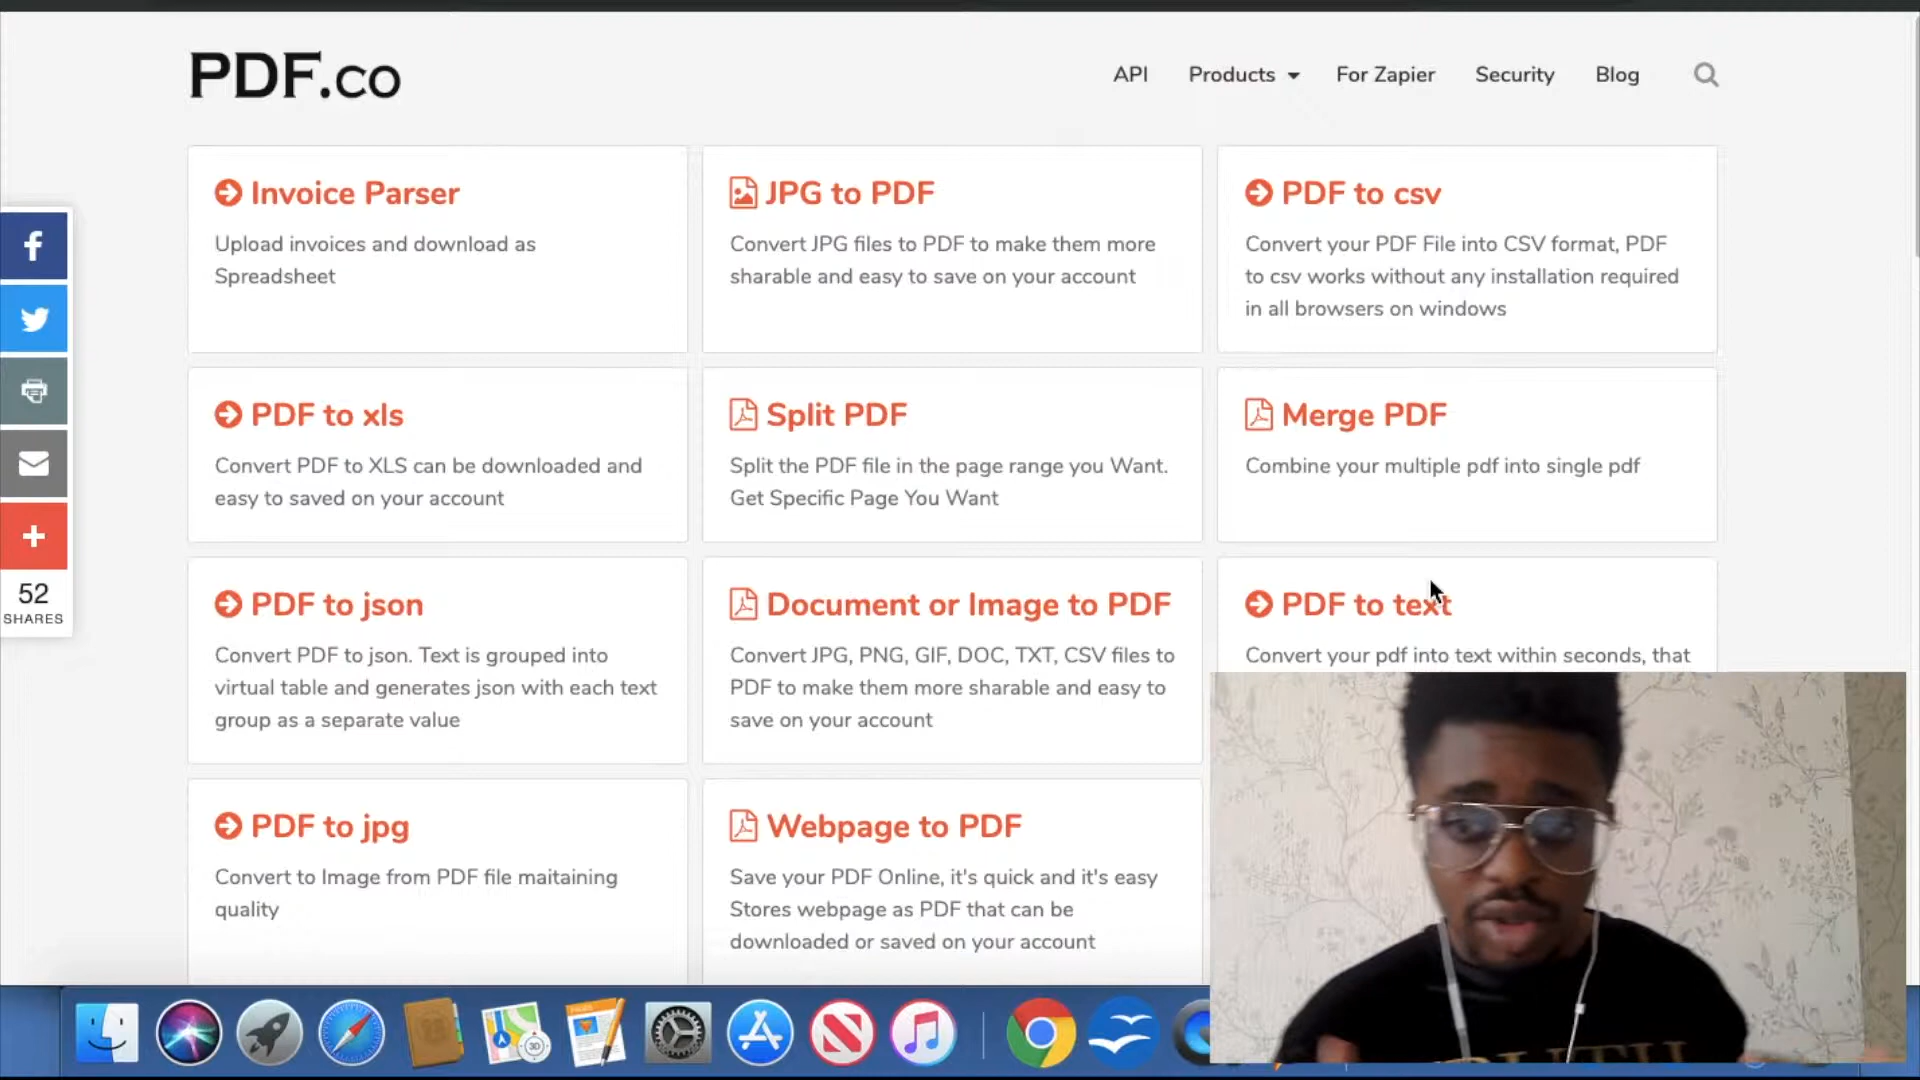 PDF.co
API
Products
For Zapier
Security
Blog
Invoice Parser
Upload invoices and download as
Spreadsheet
JPG to PDF
Convert JPG files to PDF to make them more
sharable and easy to save on your account
PDF to csv
Convert your PDF File into CSV format, PDF
to csv works without any installation required
in all browsers on windows
PDF to xls
Convert PDF to XLS can be downloaded and
easy to saved on your account
Split PDF
Split the PDF file in the page range you Want.
Get Specific Page You Want
Merge PDF
Combine your multiple pdf into single pdf
52
SHARES
PDF to json
Convert PDF to json. Text is grouped into
virtual table and generates json with each text
group as a separate value
Document or Image to PDF
Convert JPG, PNG, GIF, DOC, TXT, CSV files to
PDF to make them more sharable and easy to
save on your account
PDF to text
Convert your pdf into text within seconds, that
PDF to jpg
Convert to Image from PDF file maitaining
quality
Webpage to PDF
Save your PDF Online, it's quick and it's easy
Stores webpage as PDF that can be
downloaded or saved on your account
3D